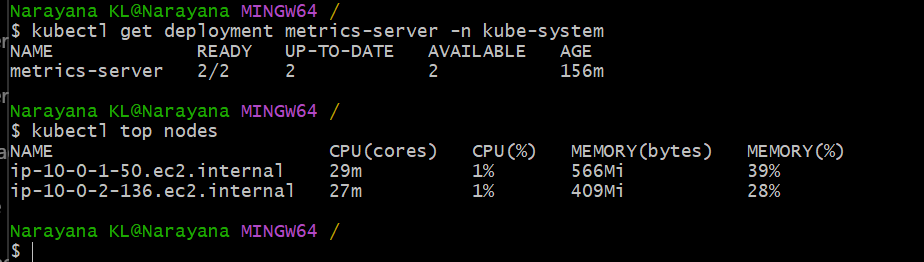 Narayana KL@Narayana MINGW64 /
$ kubectl get deployment metrics-server -n kube-system
NAME READY UP-TO-DATE AVAILABLE AGE
metrics-server 2/2 2 2 156m
Narayana KL@Narayana MINGW64 /
$ kubectl top nodes
NAME CPU(cores) CPU(%) MEMORY(bytes) MEMORY(%)
ip-10-0-1-50.ec2.internal 29m 1% 566Mi 39%
ip-10-0-2-136.ec2.internal 27m 1% 409Mi 28%
Narayana KL@Narayana MINGW64 /
$